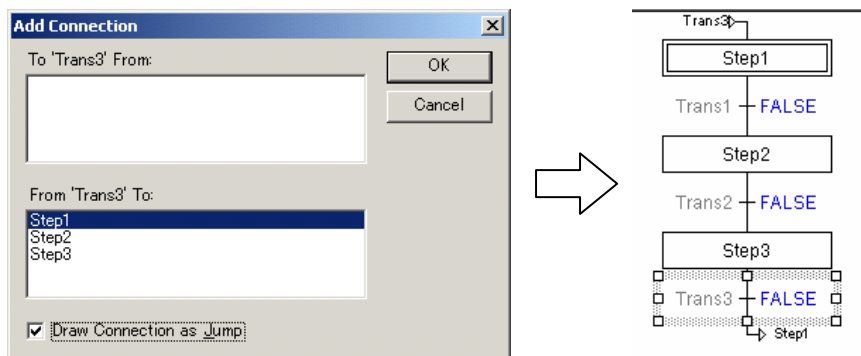 Add Connection
To 'Trans3' From:
OK
Cancel
From 'Trans3' To:
Step1
Step2
Step3
Draw Connection as Jump
Trans3
Step1
Trans1 FALSE
Step2
Trans2 FALSE
Step3
Trans3 FALSE
Step1